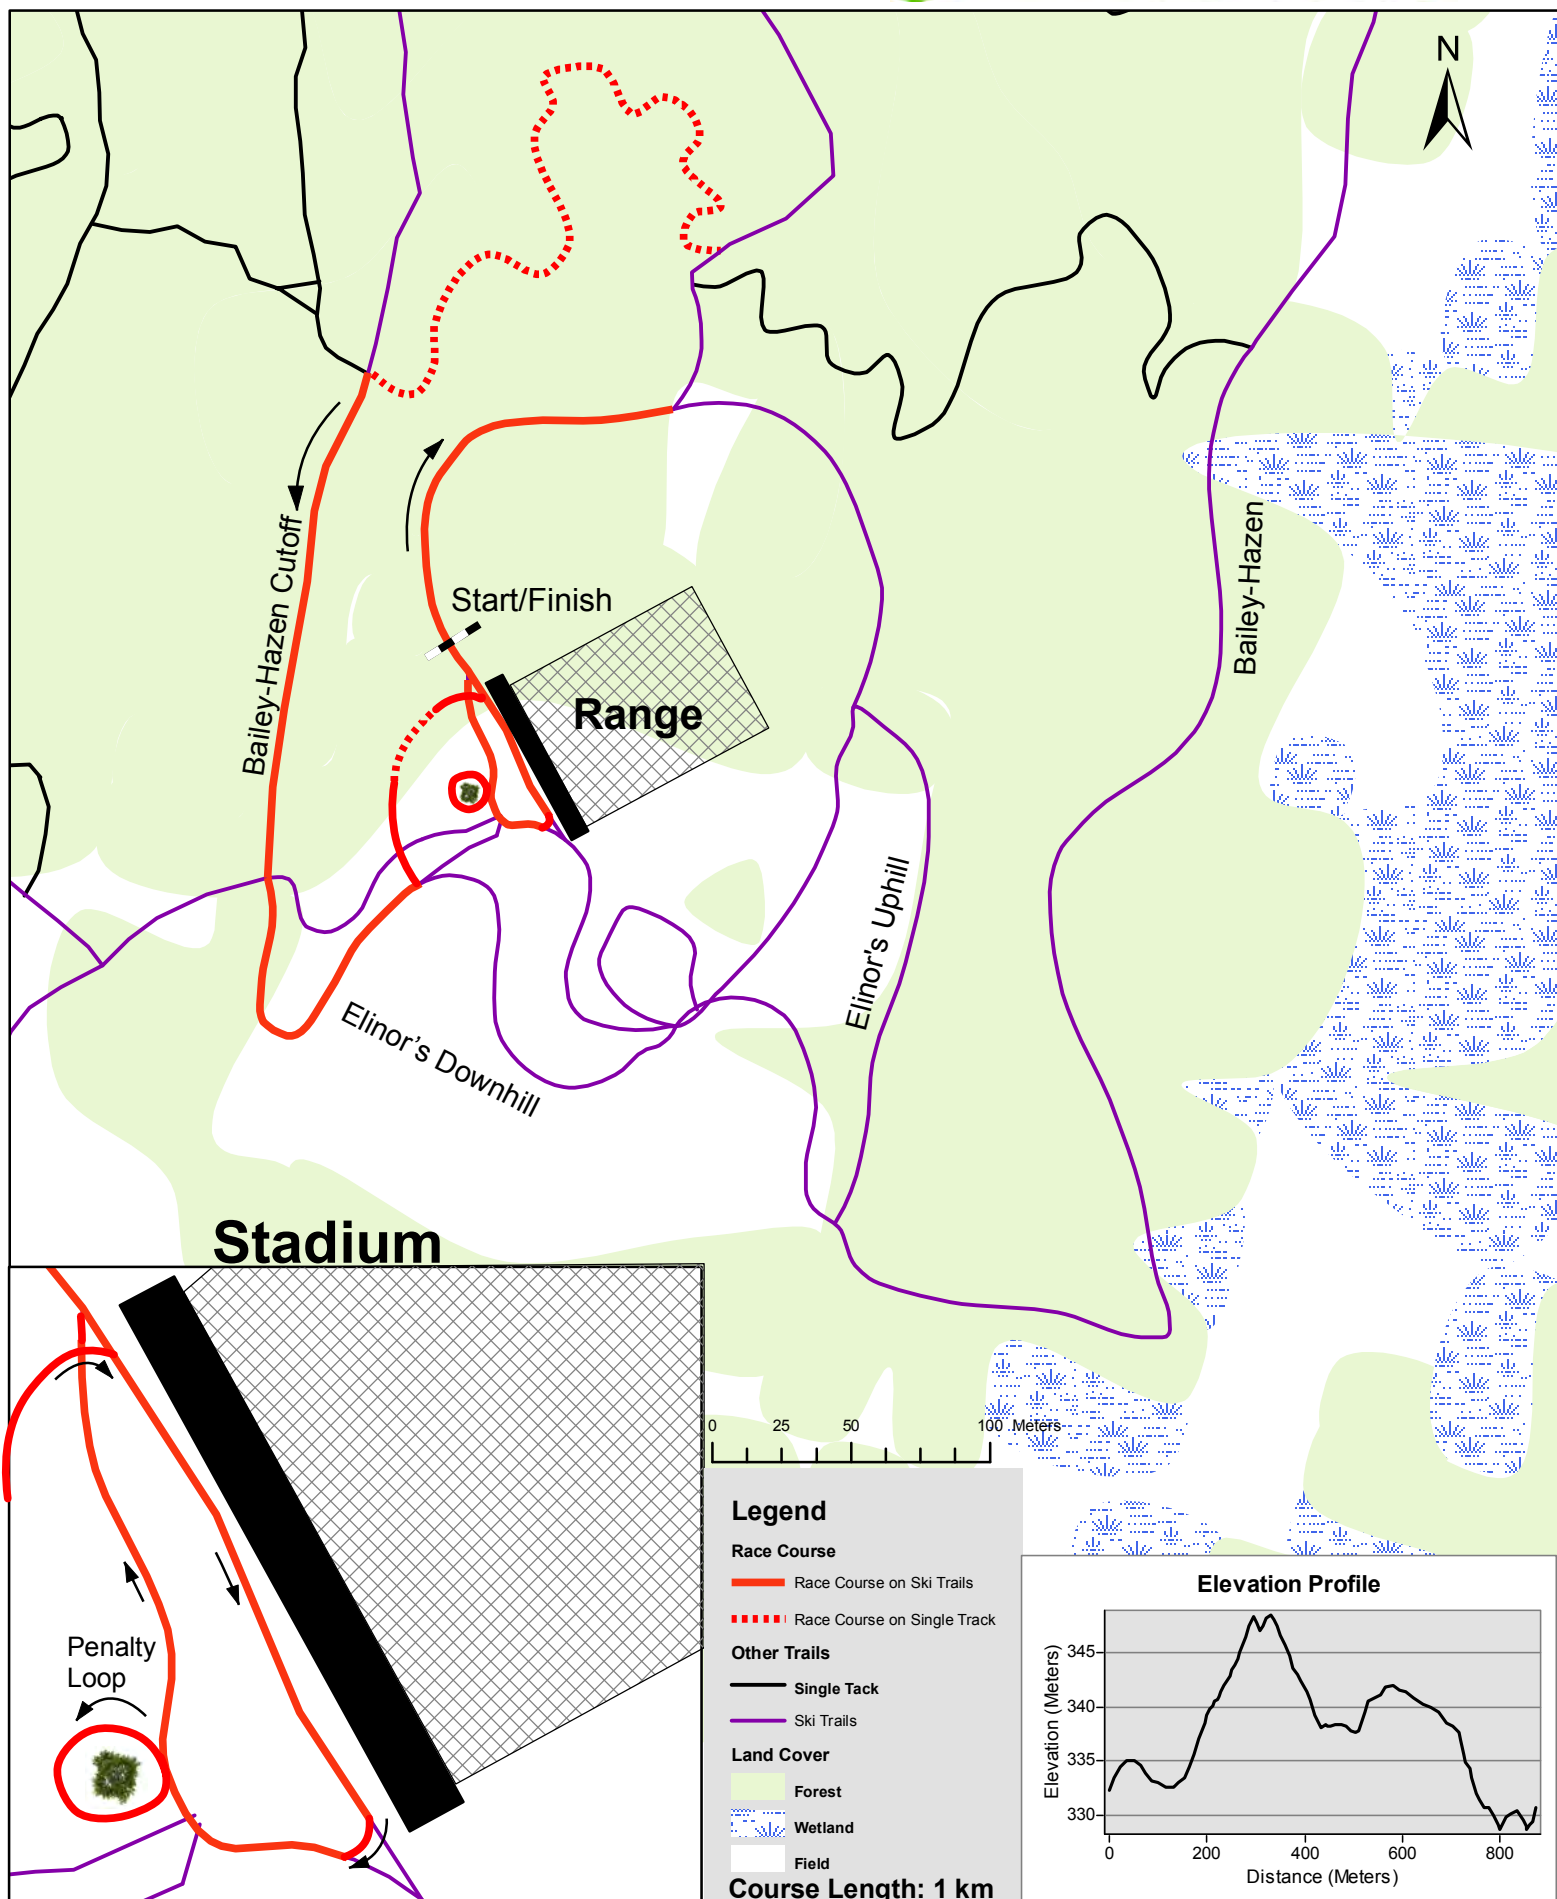 N
Bailey-Hazen Cutoff
Start/Finish
Range
Bailey-Hazen
Elinor's Uphill
Elinor's Downhill
Stadium
Penalty
Loop
0 25 50 100 Meters
Legend
Race Course
Race Course on Ski Trails
Race Course on Single Track
Other Trails
Single Tack
Ski Trails
Land Cover
Forest
Wetland
Field
Course Length: 1 km
Elevation Profile
Elevation (Meters)
345
340
335
330
0 200 400 600 800
Distance (Meters)